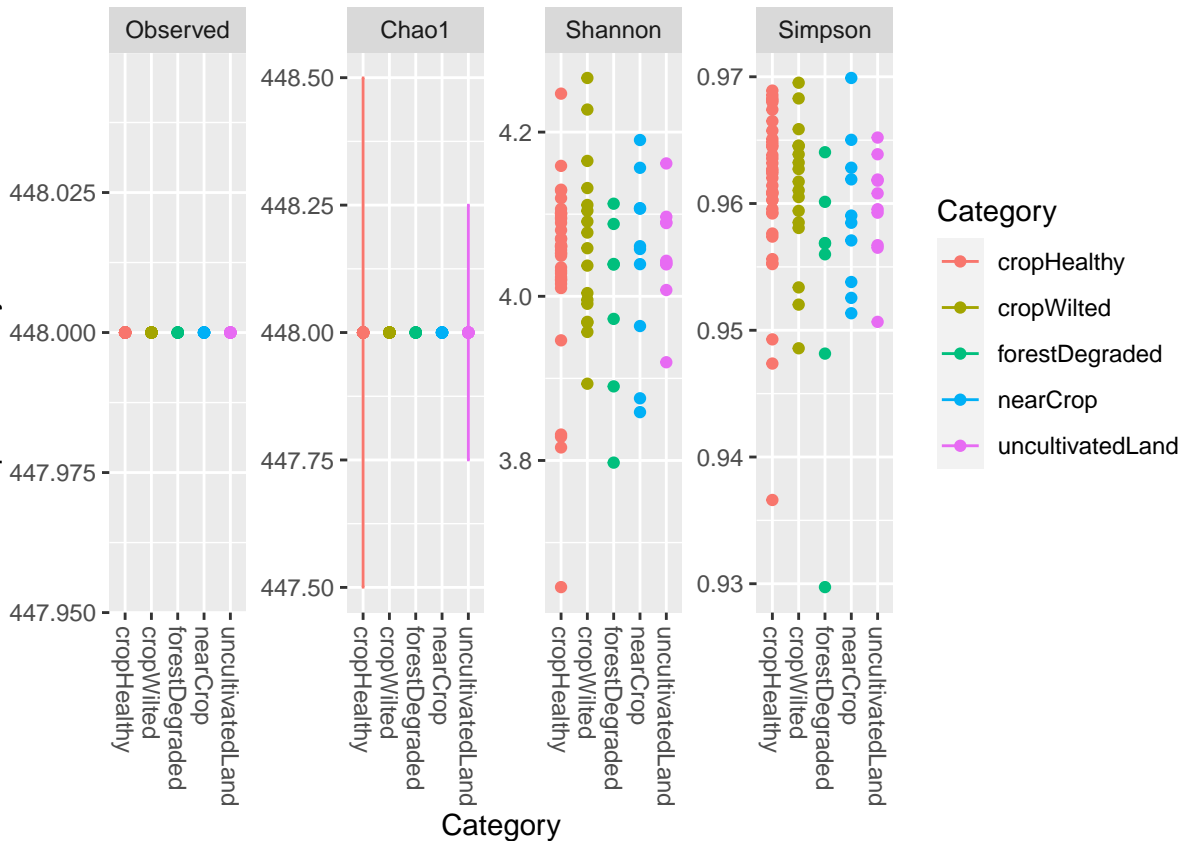 Observed
Chao1
Shannon
Simpson
448.025
448.000
447.975
447.950
448.50
448.25
448.00
447.75
447.50
4.2
4.0
3.8
0.97
0.96
0.95
0.94
0.93
cropHealthy
cropWilted
forestDegraded
nearCrop
uncultivatedLand
cropHealthy
cropWilted
forestDegraded
nearCrop
uncultivatedLand
cropHealthy
cropWilted
forestDegraded
nearCrop
uncultivatedLand
cropHealthy
cropWilted
forestDegraded
nearCrop
uncultivatedLand
Category
Category
cropHealthy
cropWilted
forestDegraded
nearCrop
uncultivatedLand